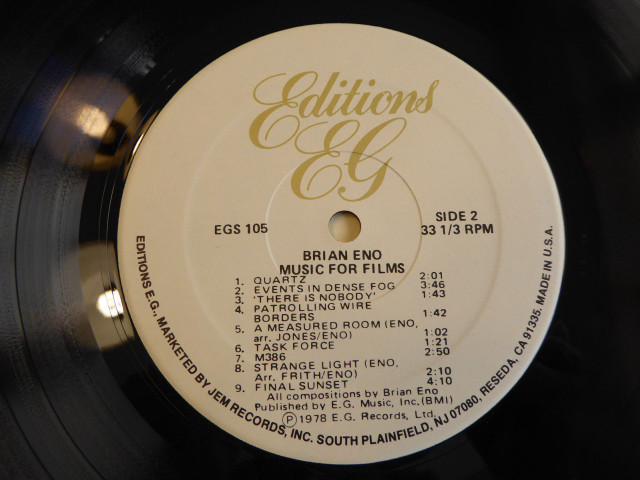 Editions
EG
EGS 105
SIDE 2
33 1/3 RPM
BRIAN ENO
MUSIC FOR FILMS
1. QUARTZ 2:01
2. EVENTS IN DENSE FOG 3:46
3. 'THERE IS NOBODY' 1:43
4. PATROLLING WIRE
BORDERS 1:42
5. A MEASURED ROOM (ENO,
arr. JONES/ENO) 1:02
6. TASK FORCE 1:21
7. M386 2:50
8. STRANGE LIGHT (ENO,
Arr. FRITH/ENO) 2:10
9. FINAL SUNSET 4:10
All compositions by Brian Eno
Published by E.G. Music, Inc.(BMI)
Ⓟ 1978 E.G. Records, Ltd.
EDITIONS E.G., MARKETED BY JEM RECORDS, INC. SOUTH PLAINFIELD, NJ 07080. RESEDA, CA 91335. MADE IN U.S.A.